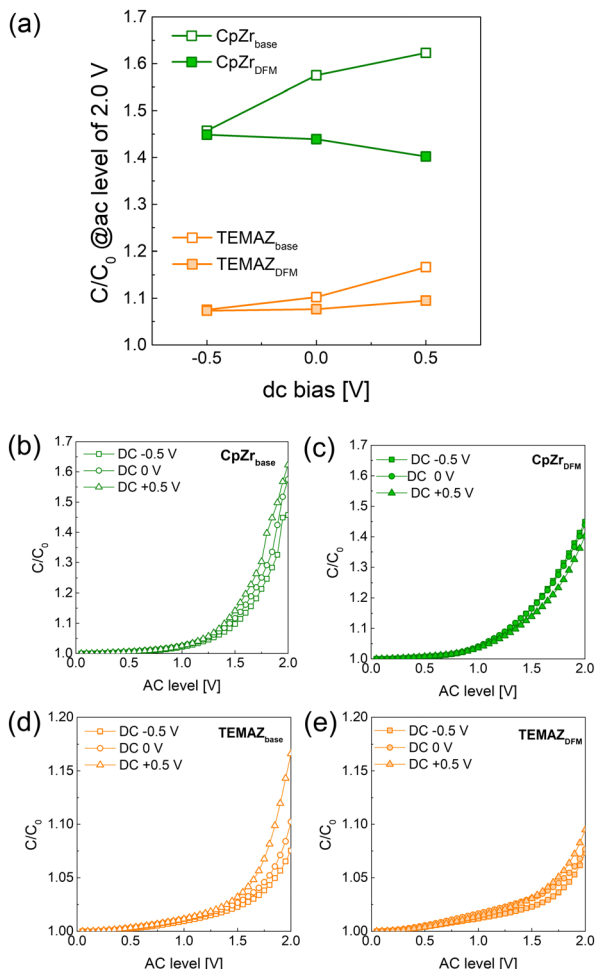 (a)
C/C₀ @ac level of 2.0 V
1.7
1.6
1.5
1.4
1.2
1.1
1.0
CpZr_base
CpZr_DFM
TEMAZ_base
TEMAZ_DFM
-0.5 0.0 0.5
dc bias [V]
(b)
C/C₀
1.7
1.6
1.5
1.4
1.3
1.2
1.1
1.0
DC -0.5 V
DC 0 V
DC +0.5 V
CpZr_base
0.0 0.5 1.0 1.5 2.0
AC level [V]
(c)
C/C₀
1.7
1.6
1.5
1.4
1.3
1.2
1.1
1.0
DC -0.5 V
DC 0 V
DC +0.5 V
CpZr_DFM
0.0 0.5 1.0 1.5 2.0
AC level [V]
(d)
C/C₀
1.20
1.15
1.10
1.05
1.00
DC -0.5 V
DC 0 V
DC +0.5 V
TEMAZ_base
0.0 0.5 1.0 1.5 2.0
AC level [V]
(e)
C/C₀
1.20
1.15
1.10
1.05
1.00
DC -0.5 V
DC 0 V
DC +0.5 V
TEMAZ_DFM
0.0 0.5 1.0 1.5 2.0
AC level [V]